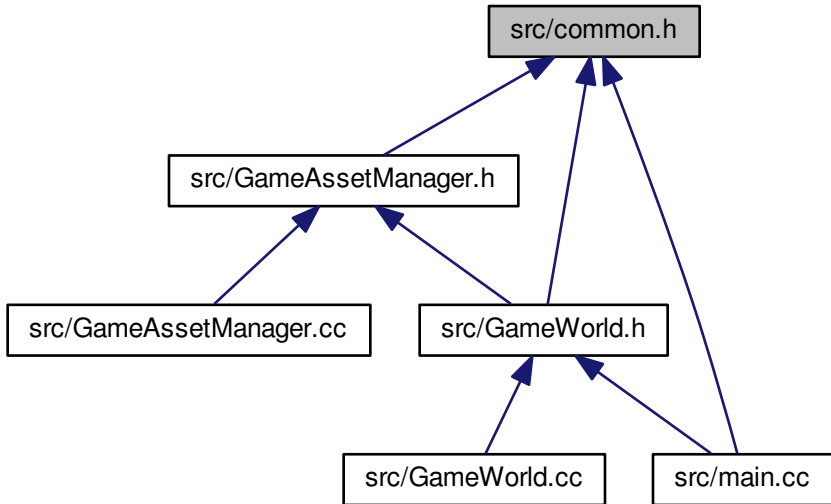 src/common.h
src/GameAssetManager.h
src/GameAssetManager.cc
src/GameWorld.h
src/GameWorld.cc
src/main.cc